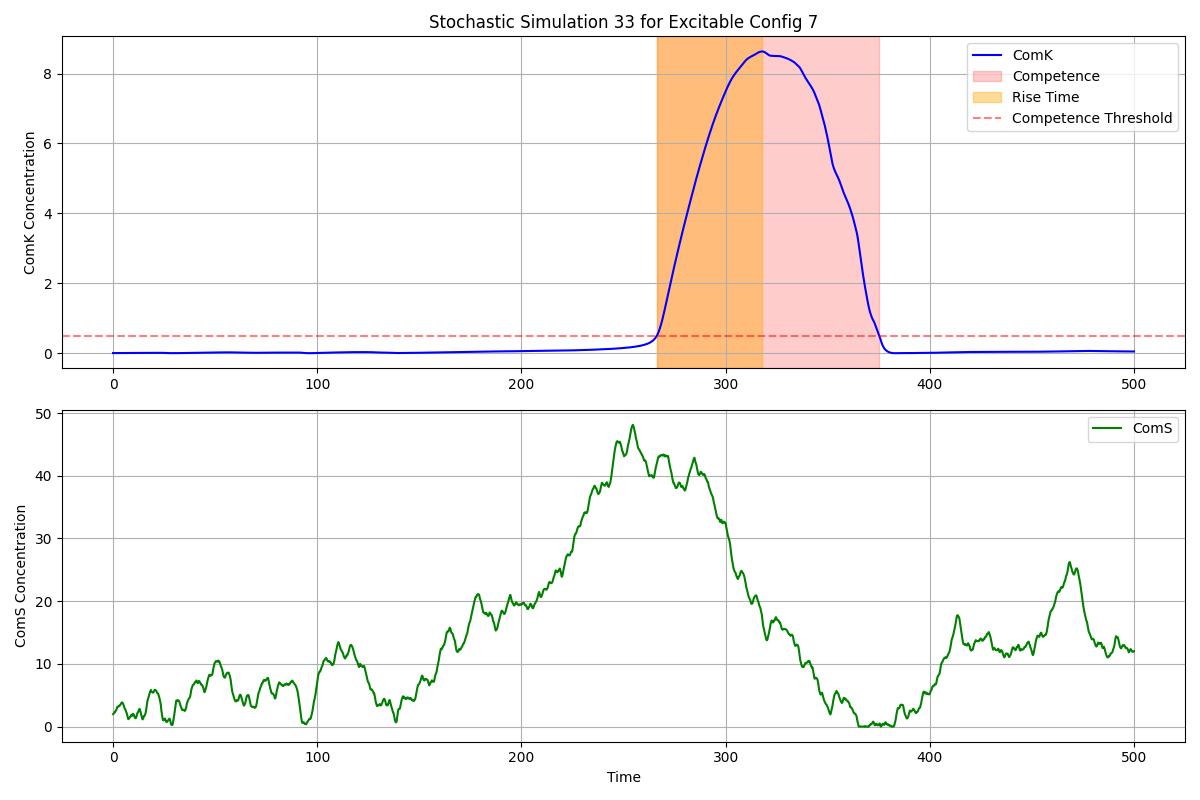 Stochastic Simulation 33 for Excitable Config 7
ComK Concentration
8
6
4
2
0
0 100 200 300 400 500
ComK
Competence
Rise Time
Competence Threshold
ComS Concentration
50
40
30
20
10
0
0 100 200 300 400 500
ComS
Time